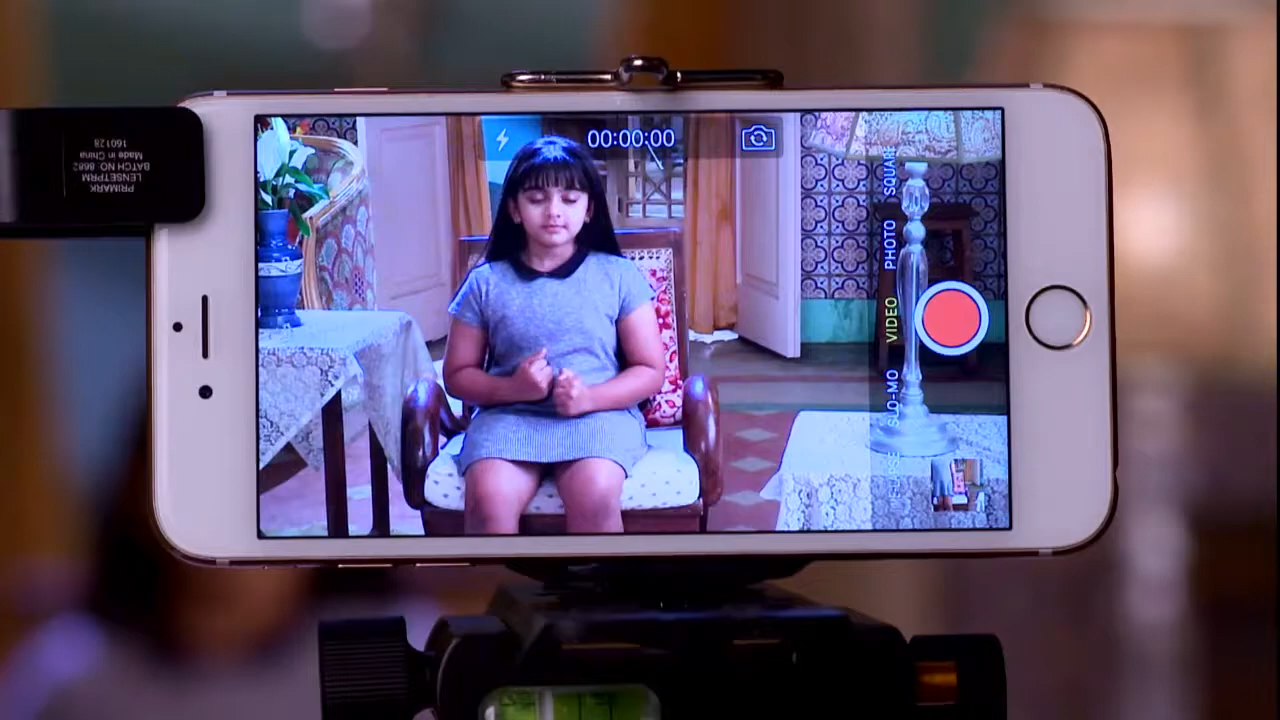 00:00:00
SQUARE
PHOTO
VIDEO
SLO-MO
PRIMARK
LENSETPRM
BATCH NO 8682
Made in China
160128